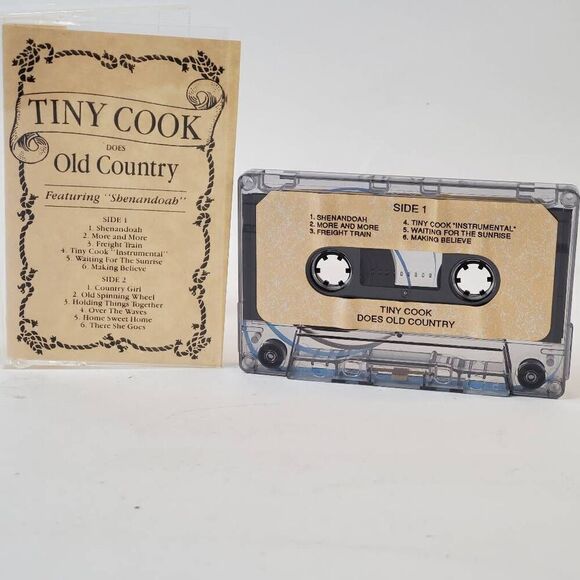 TINY COOK
DOES
Old Country
Featuring "Shenandoah"
SIDE 1
1. Shenandoah
2. More and More
3. Freight Train
4. Tiny Cook "Instrumental"
5. Waiting For The Sunrise
6. Making Believe
SIDE 2
1. Country Girl
2. Old Spinning Wheel
3. Holding Things Together
4. Over The Waves
5. Home Sweet Home
6. There She Goes
SIDE 1
1. SHENANDOAH
2. MORE AND MORE
3. FREIGHT TRAIN
4. TINY COOK "INSTRUMENTAL"
5. WAITING FOR THE SUNRISE
6. MAKING BELIEVE
TINY COOK
DOES OLD COUNTRY